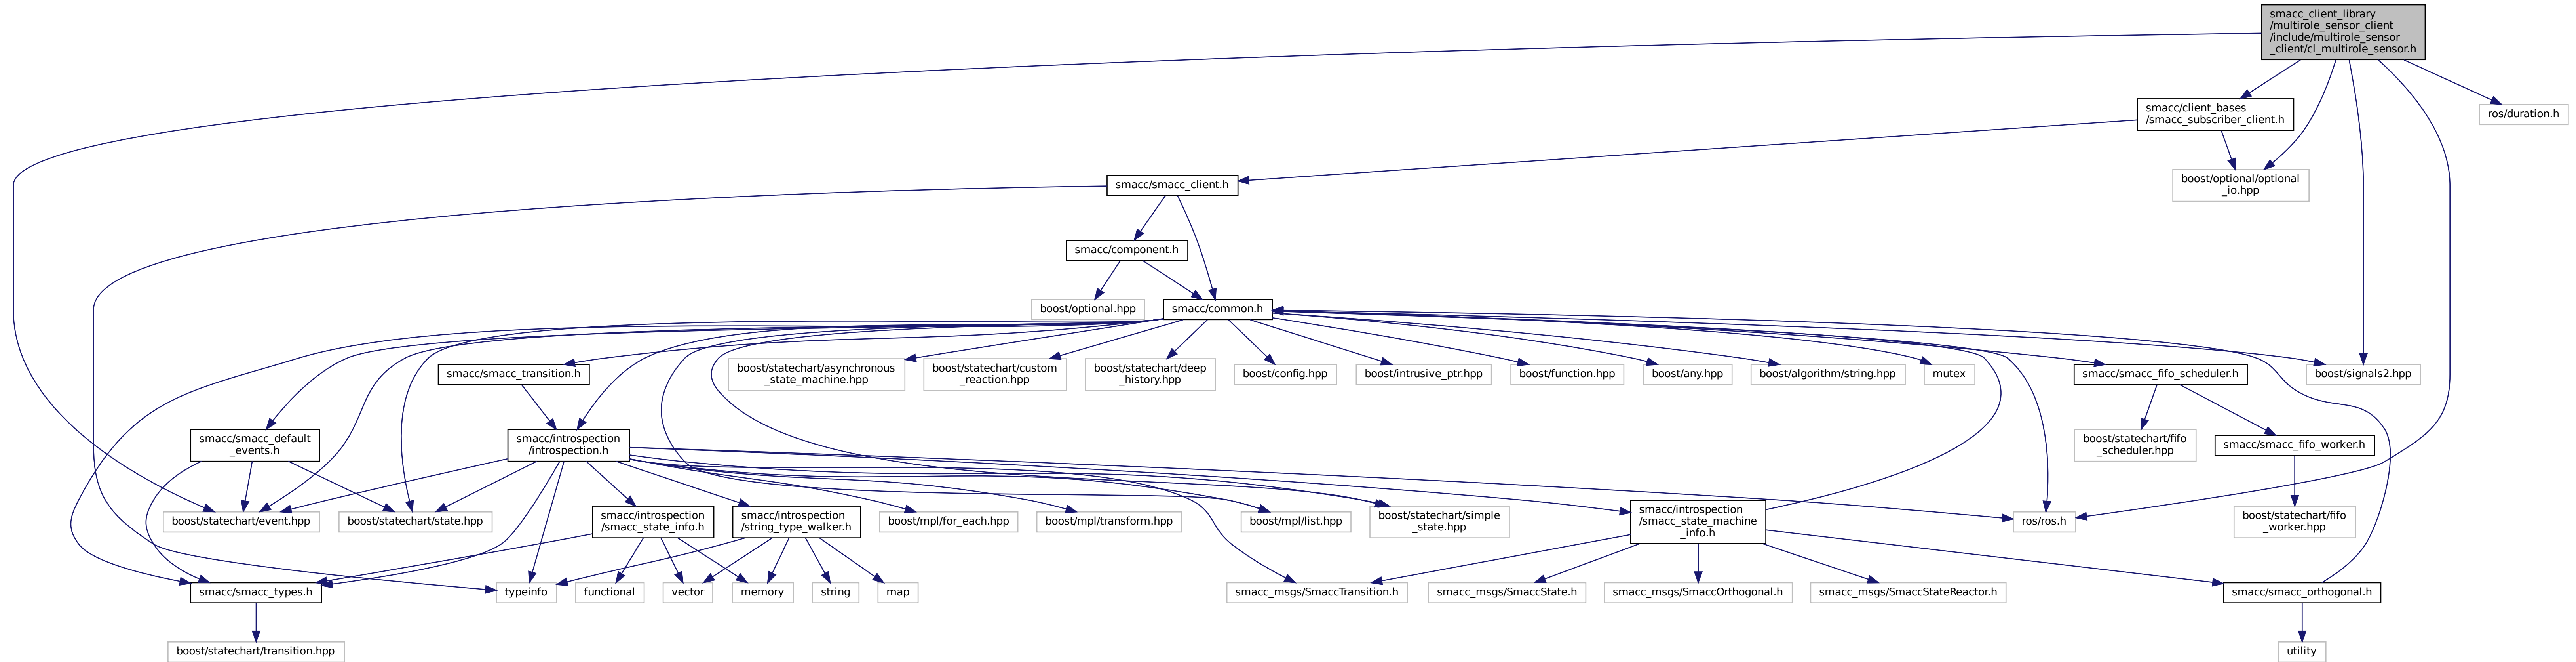 smacc_client_library
/multirole_sensor_client
/include/multirole_sensor
_client/cl_multirole_sensor.h
smacc/client_bases
/smacc_subscriber_client.h
ros/duration.h
smacc/smacc_client.h
boost/optional/optional
_io.hpp
smacc/component.h
boost/optional.hpp
smacc/common.h
smacc/smacc_transition.h
boost/statechart/asynchronous
_state_machine.hpp
boost/statechart/custom
_reaction.hpp
boost/statechart/deep
_history.hpp
boost/config.hpp
boost/intrusive_ptr.hpp
boost/function.hpp
boost/any.hpp
boost/algorithm/string.hpp
mutex
smacc/smacc_fifo_scheduler.h
boost/signals2.hpp
smacc/smacc_default
_events.h
smacc/introspection
/introspection.h
boost/statechart/fifo
_scheduler.hpp
smacc/smacc_fifo_worker.h
boost/statechart/event.hpp
boost/statechart/state.hpp
smacc/introspection
/smacc_state_info.h
smacc/introspection
/string_type_walker.h
boost/mpl/for_each.hpp
boost/mpl/transform.hpp
boost/mpl/list.hpp
boost/statechart/simple
_state.hpp
smacc/introspection
/smacc_state_machine
_info.h
ros/ros.h
boost/statechart/fifo
_worker.hpp
smacc/smacc_types.h
typeinfo
functional
vector
memory
string
map
smacc_msgs/SmaccTransition.h
smacc_msgs/SmaccState.h
smacc_msgs/SmaccOrthogonal.h
smacc_msgs/SmaccStateReactor.h
smacc/smacc_orthogonal.h
boost/statechart/transition.hpp
utility